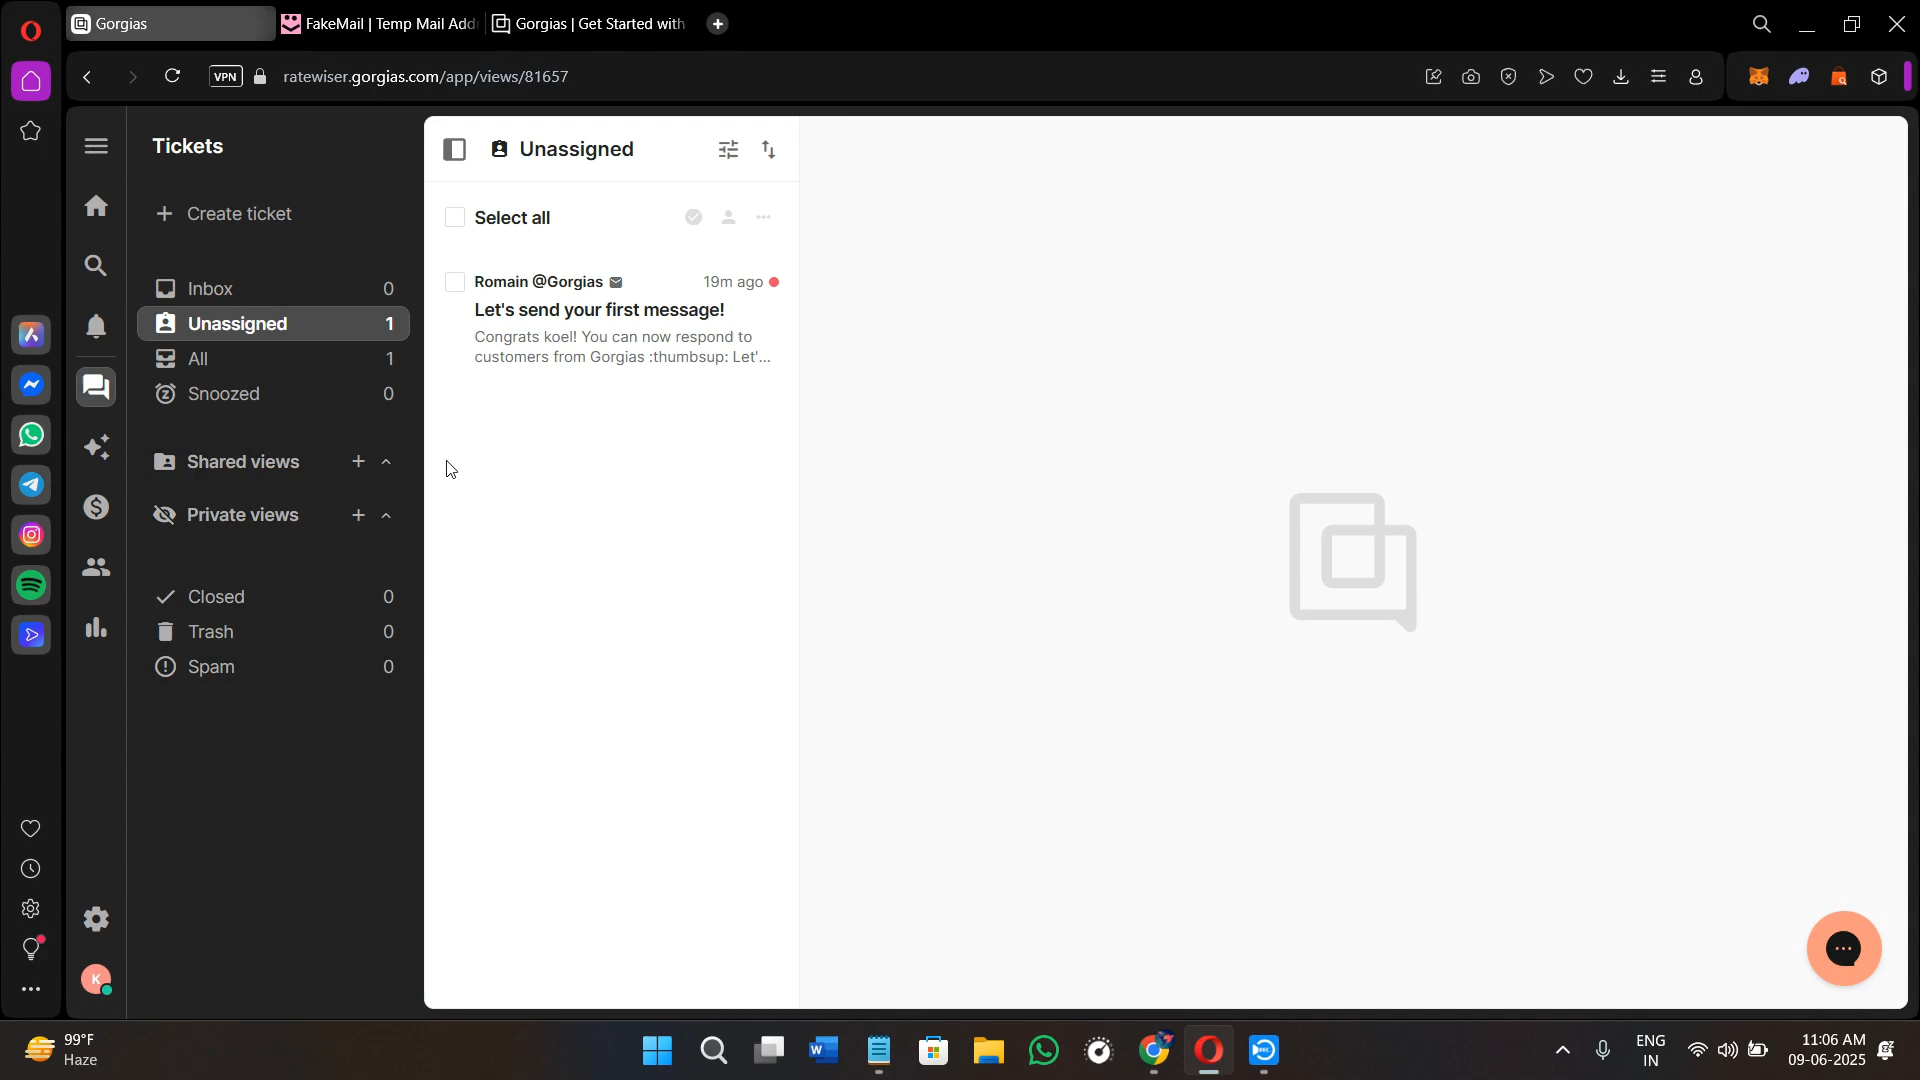 Gorgias
FakeMail | Temp Mail Add
Gorgias | Get Started with
VPN
ratewiser.gorgias.com/app/views/81657
Tickets
Create ticket
Inbox 0
Unassigned 1
All 1
Snoozed 0
Shared views
Private views
Closed 0
Trash 0
Spam 0
K
Unassigned
Select all
Romain @Gorgias 19m ago
Let's send your first message!
Congrats koel! You can now respond to
customers from Gorgias :thumbsup: Let'...
99°F
Haze
ENG
IN
11:06 AM
09-06-2025